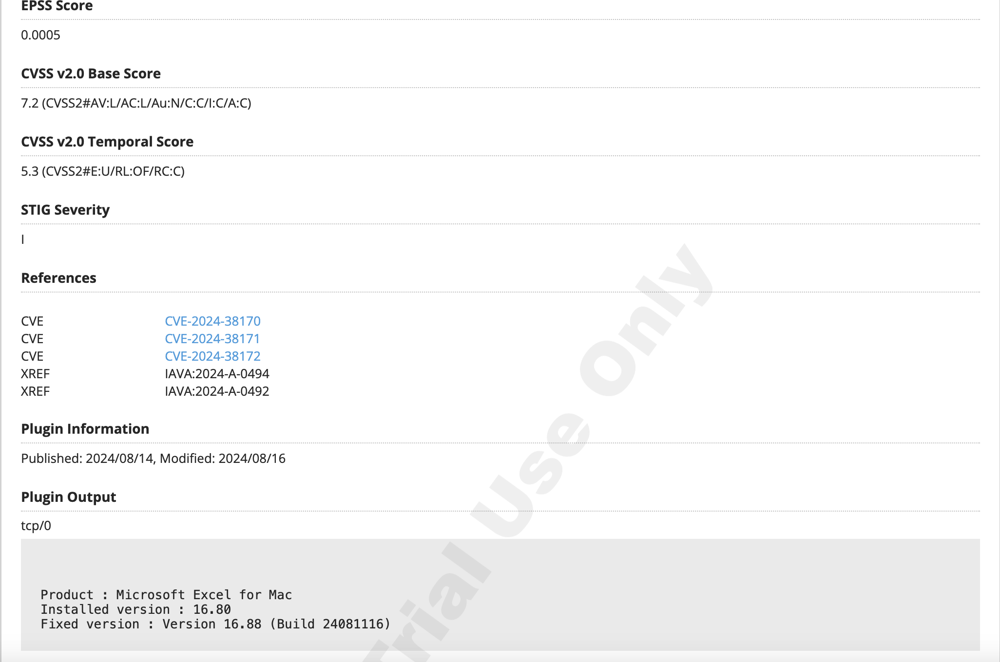 EPSS Score
0.0005
CVSS v2.0 Base Score
7.2 (CVSS2#AV:L/AC:L/Au:N/C:C/I:C/A:C)
CVSS v2.0 Temporal Score
5.3 (CVSS2#E:U/RL:OF/RC:C)
STIG Severity
I
References
CVE CVE-2024-38170
CVE CVE-2024-38171
CVE CVE-2024-38172
XREF IAVA:2024-A-0494
XREF IAVA:2024-A-0492
Plugin Information
Published: 2024/08/14, Modified: 2024/08/16
Plugin Output
tcp/0
Product : Microsoft Excel for Mac
Installed version : 16.80
Fixed version : Version 16.88 (Build 24081116)
Trial Use Only